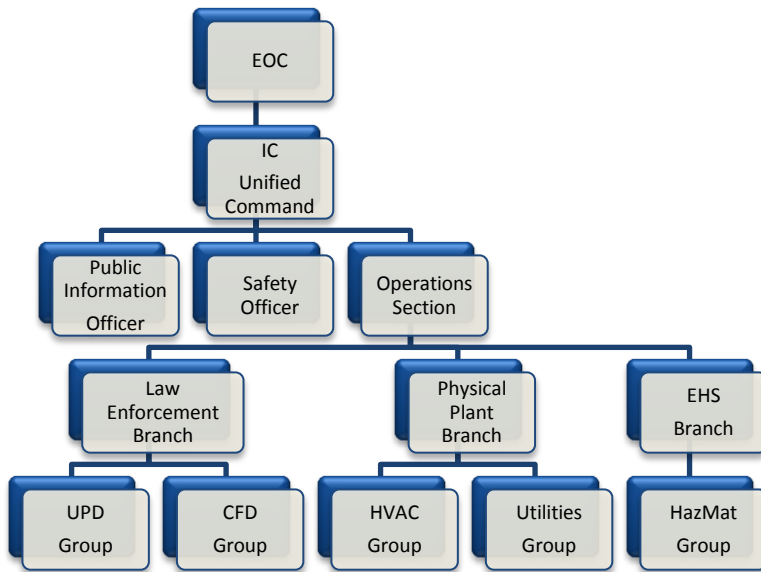 EOC
IC
Unified
Command
Public
Information
Officer
Safety
Officer
Operations
Section
Law
Enforcement
Branch
Physical
Plant
Branch
EHS
Branch
UPD
Group
CFD
Group
HVAC
Group
Utilities
Group
HazMat
Group